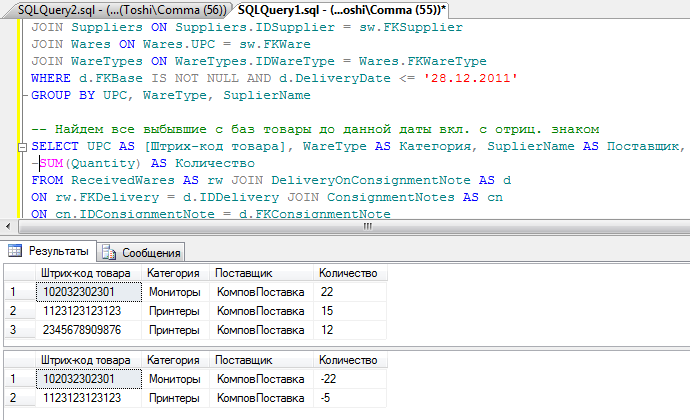 SQLQuery2.sql - (...(Toshi\Comma (56)) SQLQuery1.sql - (...oshi\Comma (55))*
JOIN Suppliers ON Suppliers.IDSupplier = sw.FKSupplier
JOIN Wares ON Wares.UPC = sw.FKWare
JOIN WareTypes ON WareTypes.IDWareType = Wares.FKWareType
WHERE d.FKBase IS NOT NULL AND d.DeliveryDate <= '28.12.2011'
GROUP BY UPC, WareType, SuplierName
-- Найдем все выбывшие с баз товары до данной даты вкл. с отриц. знаком
SELECT UPC AS [Штрих-код товара], WareType AS Категория, SuplierName AS Поставщик,
-SUM(Quantity) AS Количество
FROM ReceivedWares AS rw JOIN DeliveryOnConsignmentNote AS d
ON rw.FKDelivery = d.IDDelivery JOIN ConsignmentNotes AS cn
ON cn.IDConsignmentNote = d.FKConsignmentNote
Результаты Сообщения
Штрих-код товара Категория Поставщик Количество
1 102032302301 Мониторы КомповПоставка 22
2 1123123123123 Принтеры КомповПоставка 15
3 2345678909876 Принтеры КомповПоставка 12
Штрих-код товара Категория Поставщик Количество
1 102032302301 Мониторы КомповПоставка -22
2 1123123123123 Принтеры КомповПоставка -5